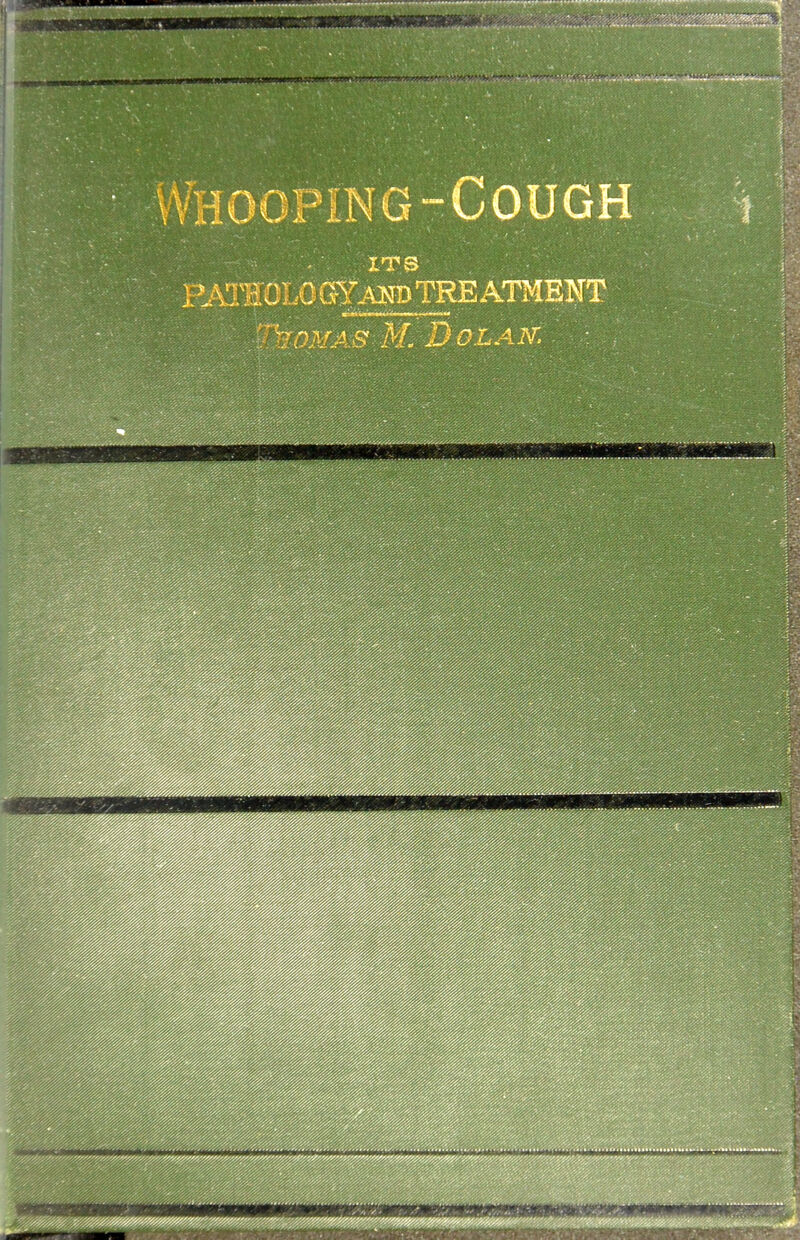 WHOOPING-COUGH
ITS
PATHOLOGY AND TREATMENT
THOMAS M. DOLAN.